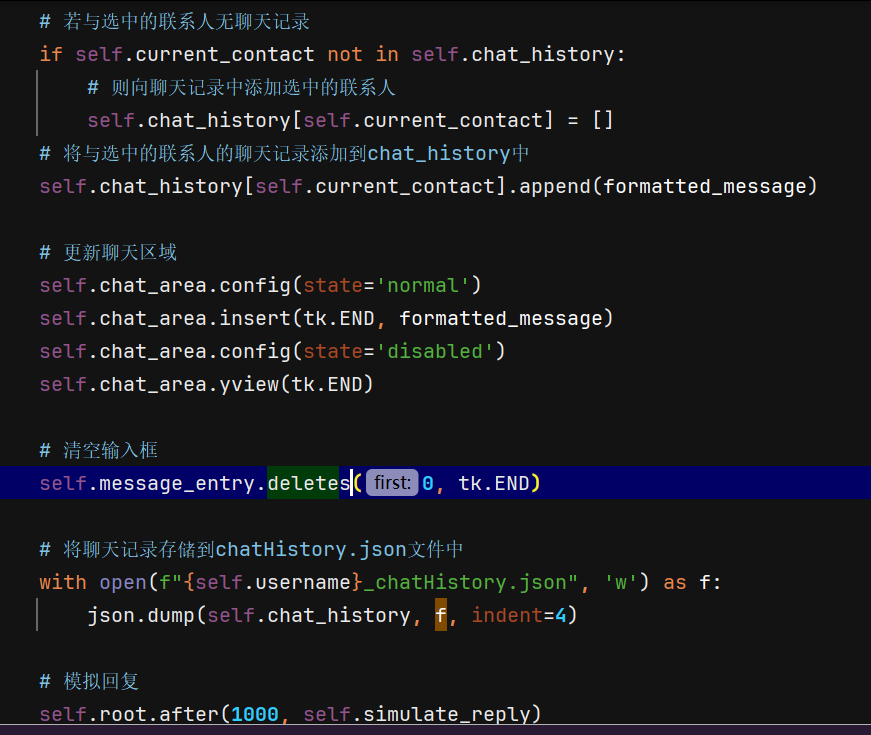 # 若与选中的联系人无聊天记录
if self.current_contact not in self.chat_history:
# 则向聊天记录中添加选中的联系人
self.chat_history[self.current_contact] = []
# 将与选中的联系人的聊天记录添加到chat_history中
self.chat_history[self.current_contact].append(formatted_message)
# 更新聊天区域
self.chat_area.config(state='normal')
self.chat_area.insert(tk.END, formatted_message)
self.chat_area.config(state='disabled')
self.chat_area.yview(tk.END)
# 清空输入框
self.message_entry.deletes(first: 0, tk.END)
# 将聊天记录存储到chatHistory.json文件中
with open(f"{self.username}_chatHistory.json", 'w') as f:
json.dump(self.chat_history, f, indent=4)
# 模拟回复
self.root.after(1000, self.simulate_reply)